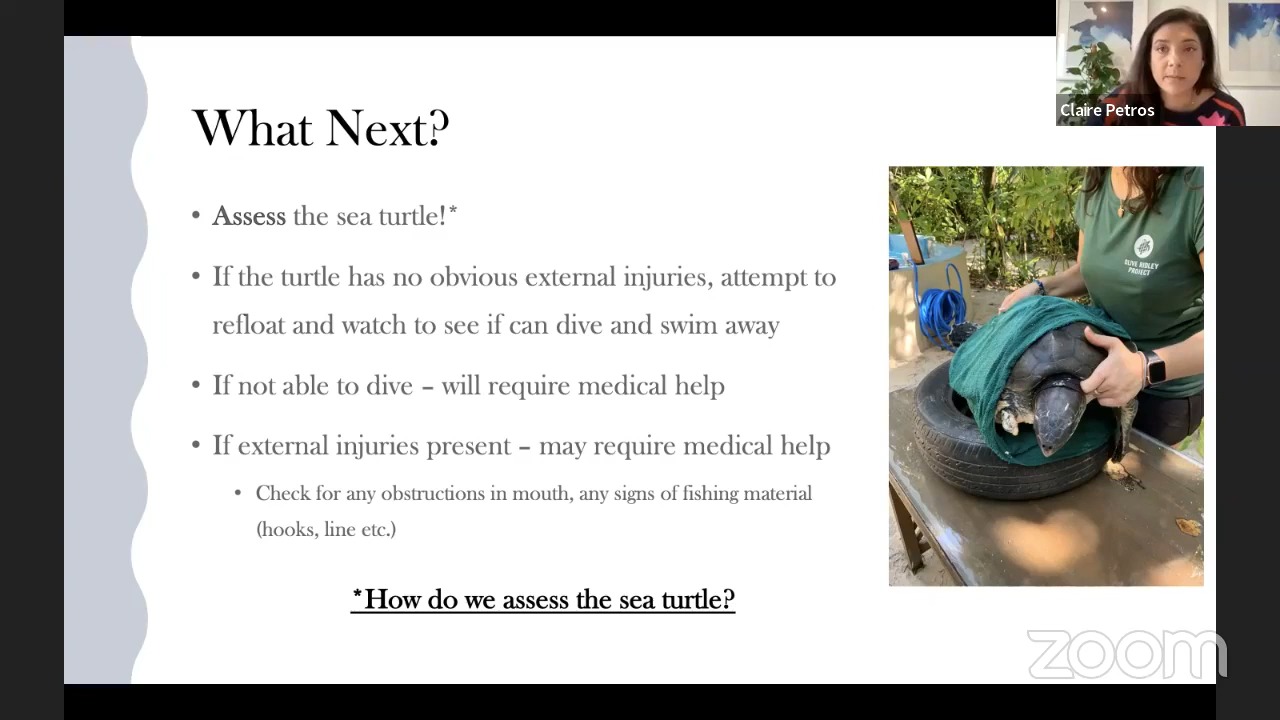 Claire Petros
What Next?
• Assess the sea turtle!*
• If the turtle has no obvious external injuries, attempt to
refloat and watch to see if can dive and swim away
• If not able to dive – will require medical help
• If external injuries present – may require medical help
• Check for any obstructions in mouth, any signs of fishing material
(hooks, line etc.)
*How do we assess the sea turtle?
OLIVE RIDLEY
PROJECT
zoom